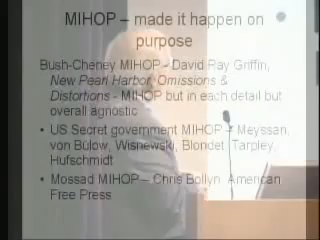 MIHOP – made it happen on
purpose
Bush-Cheney MIHOP - David Ray Griffin,
New Pearl Harbor, Omissions &
Distortions - MIHOP but in each detail but
overall agnostic
• US Secret government MIHOP – Meyssan,
von Bülow, Wisnewski, Blondet, Tarpley,
Hufschmidt
• Mossad MIHOP – Chris Bollyn, American
Free Press